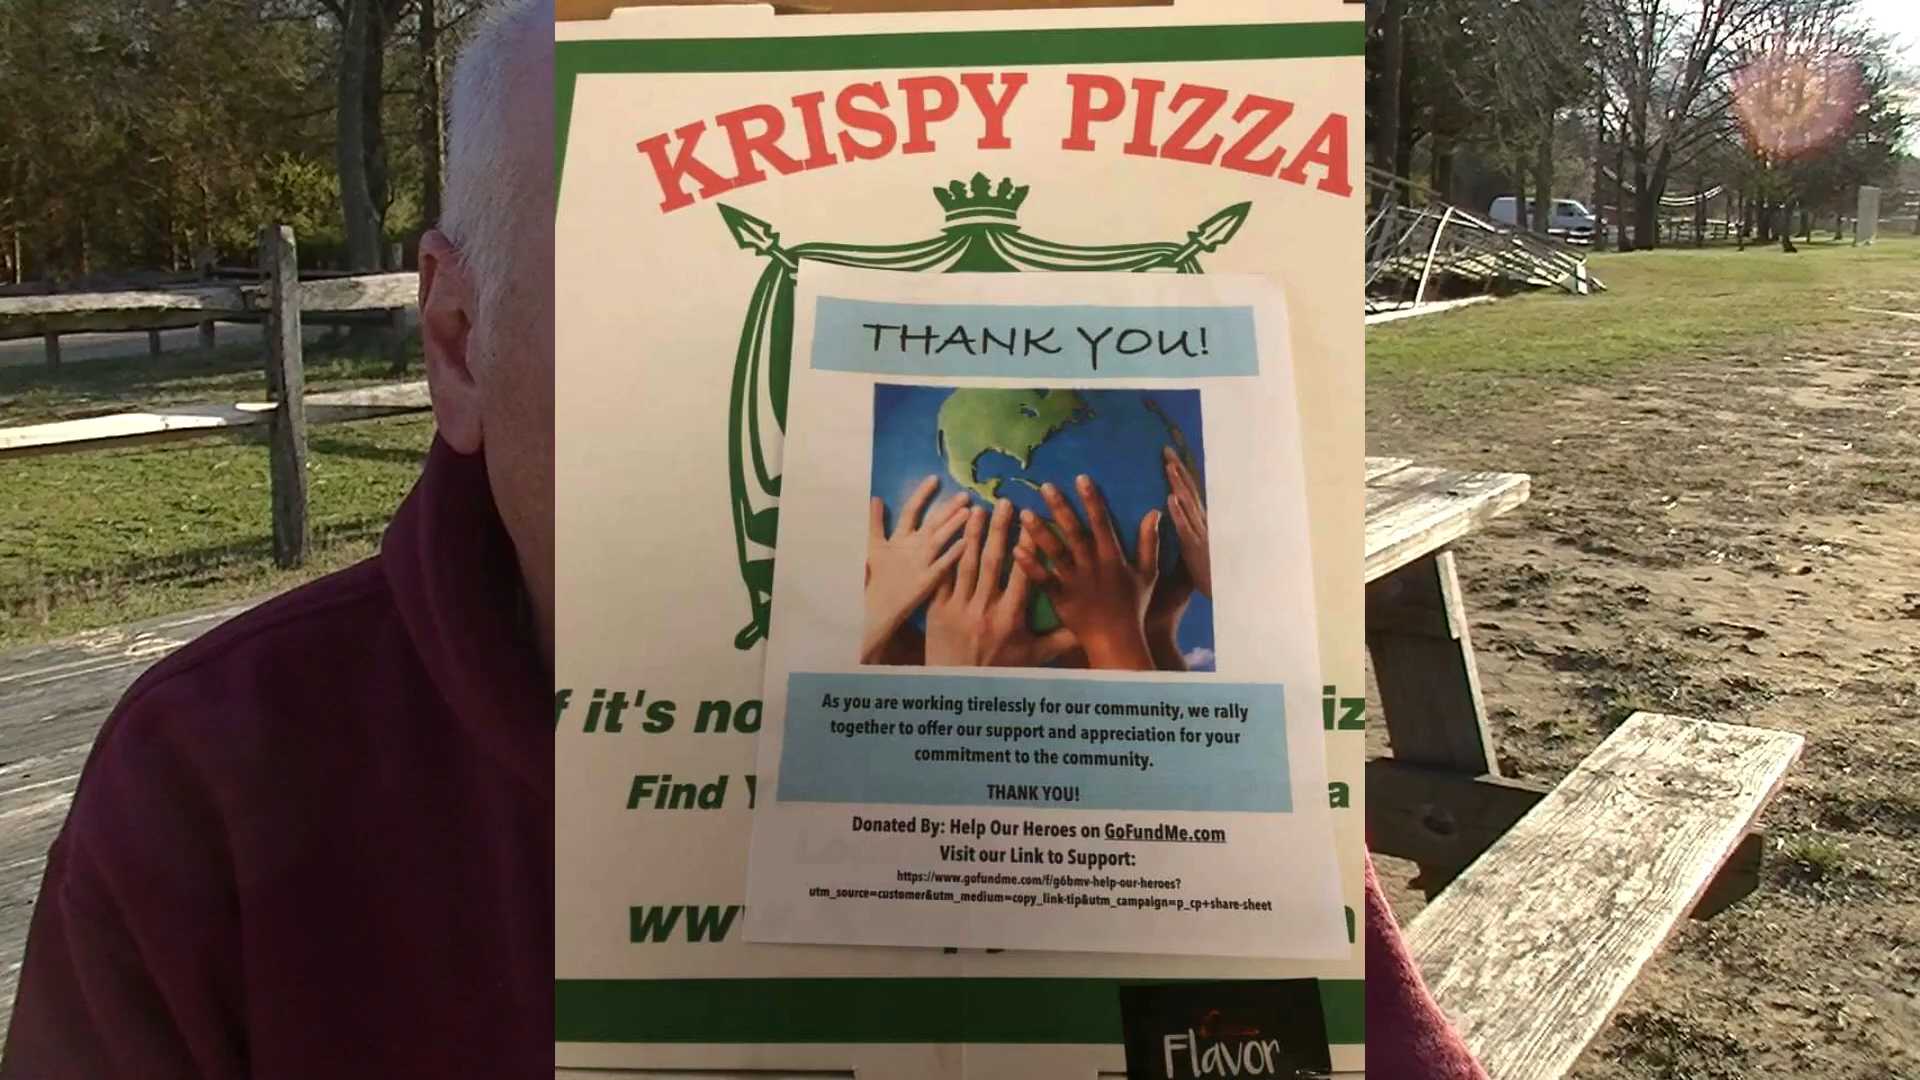 KRISPY PIZZA
THANK YOU!
As you are working tirelessly for our community, we rally
together to offer our support and appreciation for your
commitment to the community.
THANK YOU!
it's
Find
Donated By: Help Our Heroes on GoFundMe.com
Visit our Link to Support:
https://www.gofundme.com/f/g6bmv-help-our-heroes?
utm_source=customer&utm_medium=copy_link-tip&utm_campaign=p_cp+share-sheet
Flavor